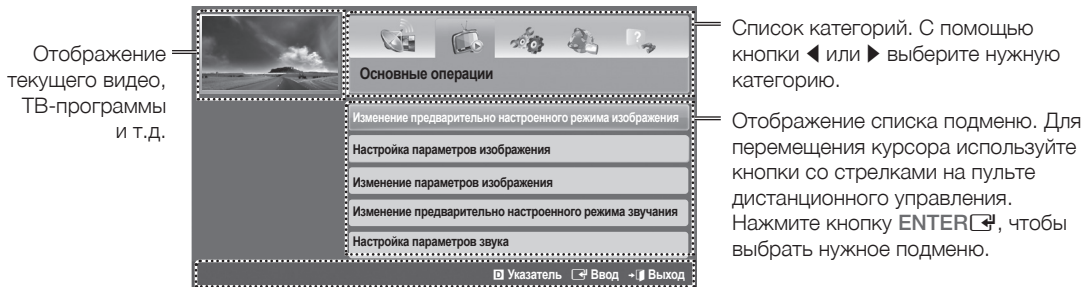 Отображение
текущего видео,
ТВ-программы
и т.д.
Основные операции
Изменение предварительно настроенного режима изображения
Настройка параметров изображения
Изменение параметров изображения
Изменение предварительно настроенного режима звучания
Настройка параметров звука
D Указатель Ввод Выход
Список категорий. С помощью
кнопки ◀ или ▶ выберите нужную
категорию.
Отображение списка подменю. Для
перемещения курсора используйте
кнопки со стрелками на пульте
дистанционного управления.
Нажмите кнопку ENTER, чтобы
выбрать нужное подменю.